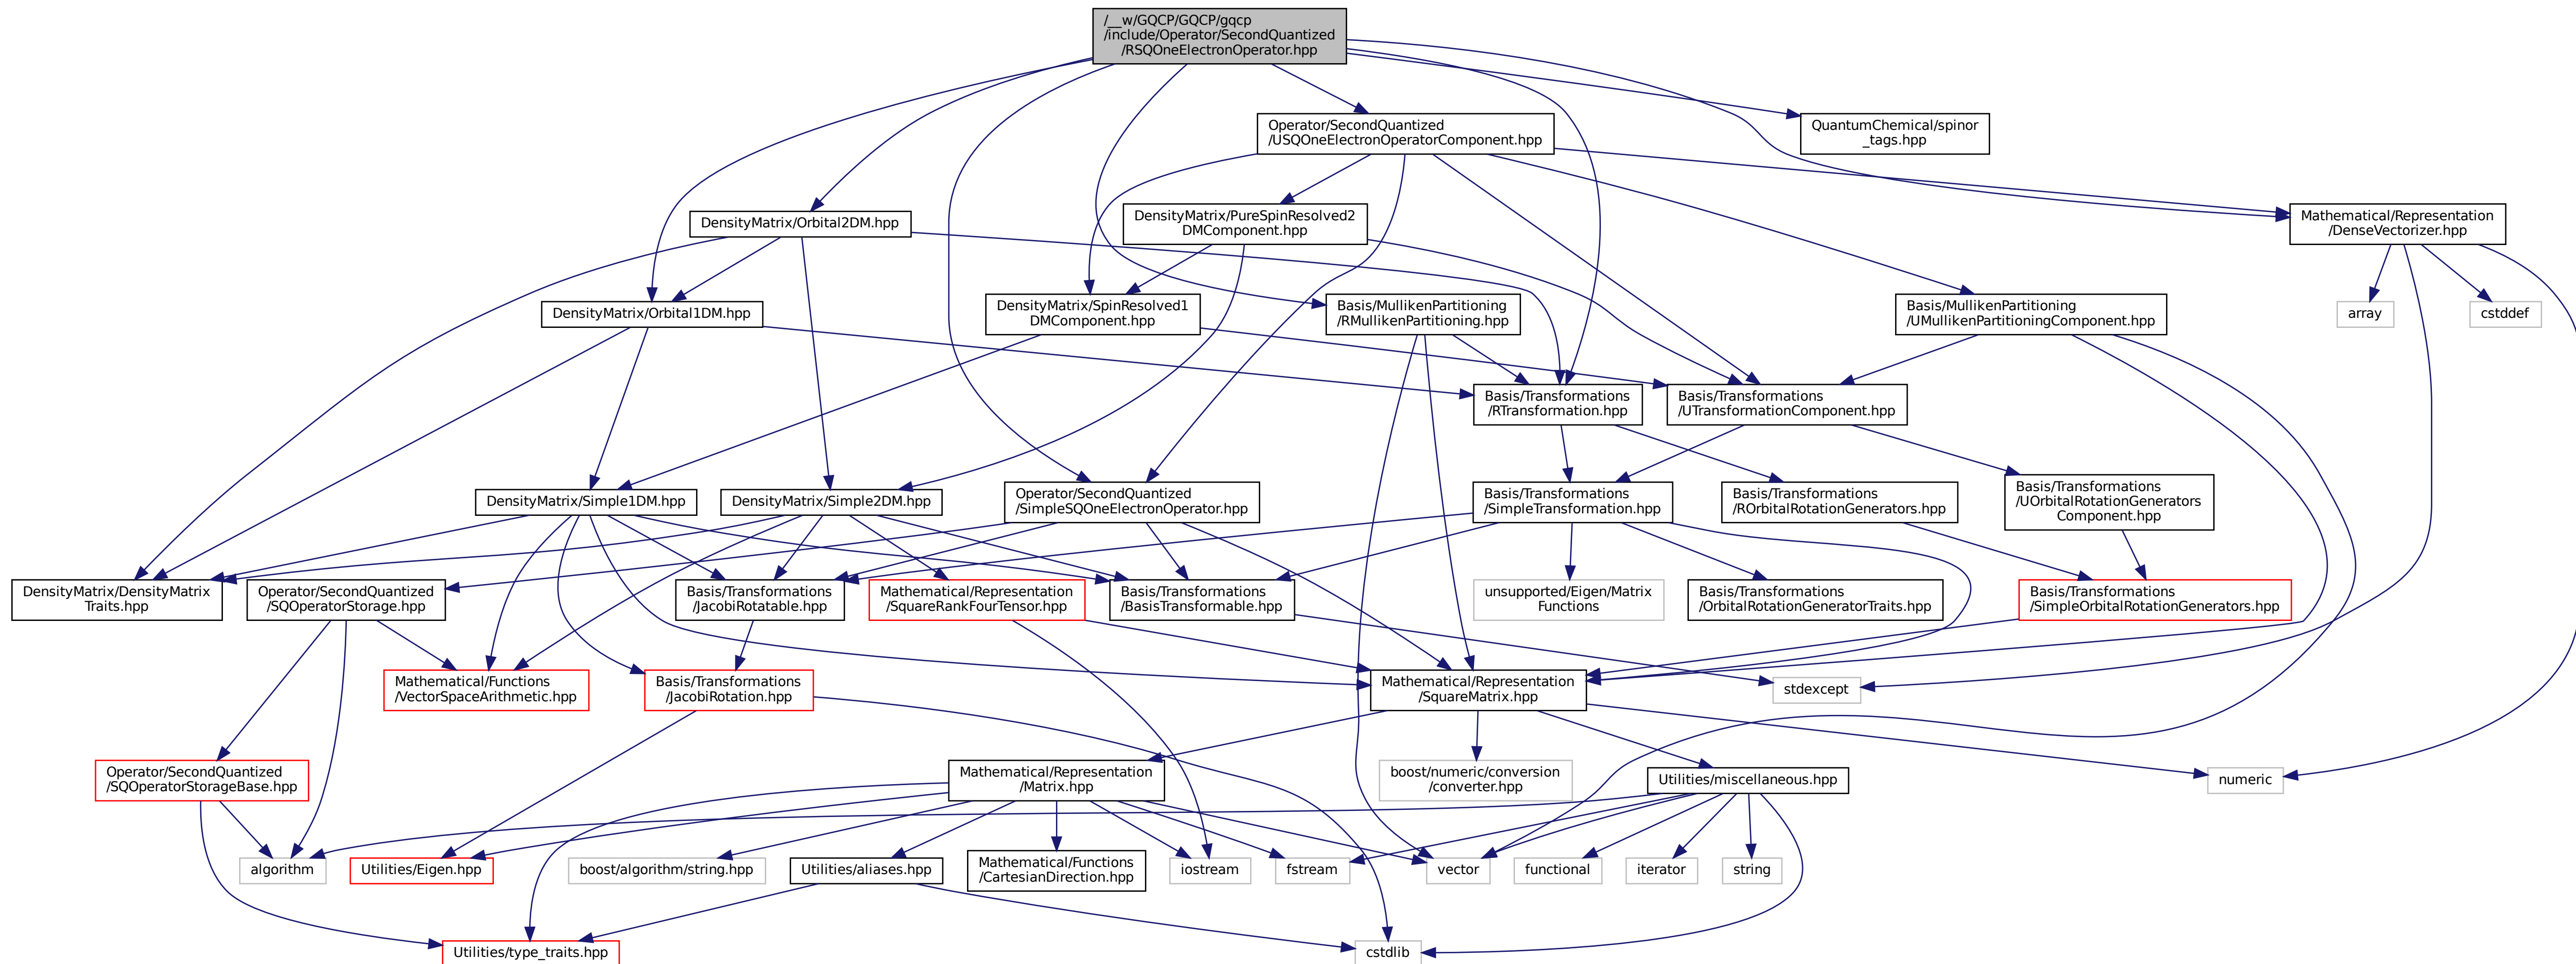 /__w/GQCP/GQCP/gqcp
/include/Operator/SecondQuantized
/RSQOneElectronOperator.hpp
Operator/SecondQuantized
/USQOneElectronOperatorComponent.hpp
QuantumChemical/spinor
_tags.hpp
DensityMatrix/Orbital2DM.hpp
DensityMatrix/PureSpinResolved2
DMComponent.hpp
Mathematical/Representation
/DenseVectorizer.hpp
DensityMatrix/Orbital1DM.hpp
DensityMatrix/SpinResolved1
DMComponent.hpp
Basis/MullikenPartitioning
/RMullikenPartitioning.hpp
Basis/MullikenPartitioning
/UMullikenPartitioningComponent.hpp
array
cstddef
Basis/Transformations
/RTransformation.hpp
Basis/Transformations
/UTransformationComponent.hpp
DensityMatrix/Simple1DM.hpp
DensityMatrix/Simple2DM.hpp
Operator/SecondQuantized
/SimpleSQOneElectronOperator.hpp
Basis/Transformations
/SimpleTransformation.hpp
Basis/Transformations
/ROrbitalRotationGenerators.hpp
Basis/Transformations
/UOrbitalRotationGenerators
Component.hpp
DensityMatrix/DensityMatrix
Traits.hpp
Operator/SecondQuantized
/SQOperatorStorage.hpp
Basis/Transformations
/JacobiRotatable.hpp
Mathematical/Representation
/SquareRankFourTensor.hpp
Basis/Transformations
/BasisTransformable.hpp
unsupported/Eigen/Matrix
Functions
Basis/Transformations
/OrbitalRotationGeneratorTraits.hpp
Basis/Transformations
/SimpleOrbitalRotationGenerators.hpp
Mathematical/Functions
/VectorSpaceArithmetic.hpp
Basis/Transformations
/JacobiRotation.hpp
Mathematical/Representation
/SquareMatrix.hpp
stdexcept
Operator/SecondQuantized
/SQOperatorStorageBase.hpp
Mathematical/Representation
/Matrix.hpp
boost/numeric/conversion
/converter.hpp
Utilities/miscellaneous.hpp
numeric
algorithm
Utilities/Eigen.hpp
boost/algorithm/string.hpp
Utilities/aliases.hpp
Mathematical/Functions
/CartesianDirection.hpp
iostream
fstream
vector
functional
iterator
string
Utilities/type_traits.hpp
cstdlib